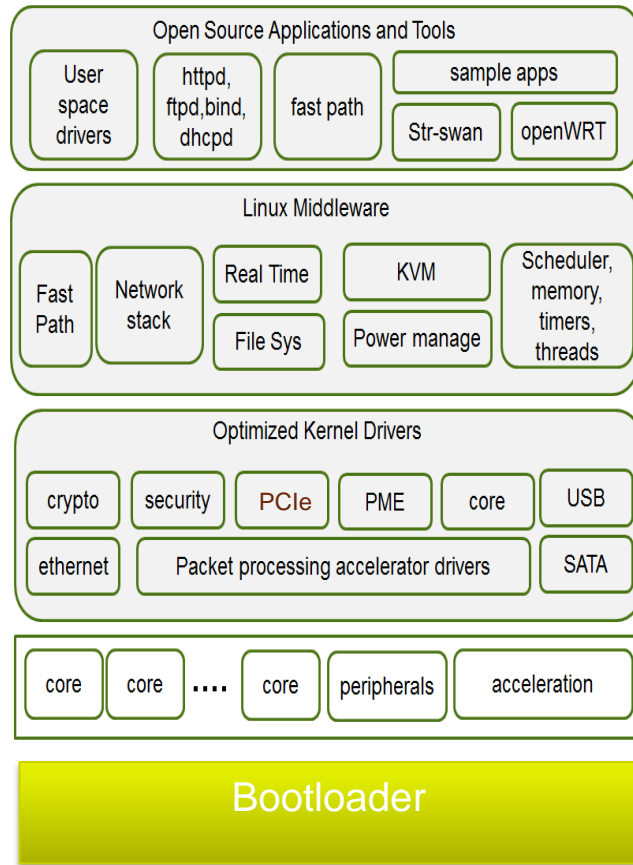 Open Source Applications and Tools
User
space
drivers
httpd,
ftpd,bind,
dhcpd
fast path
sample apps
Str-swan
openWRT
Linux Middleware
Fast
Path
Network
stack
Real Time
File Sys
KVM
Power manage
Scheduler,
memory,
timers,
threads
Optimized Kernel Drivers
crypto
security
PCIe
PME
core
USB
ethernet
Packet processing accelerator drivers
SATA
core
core
....
core
peripherals
acceleration
Bootloader